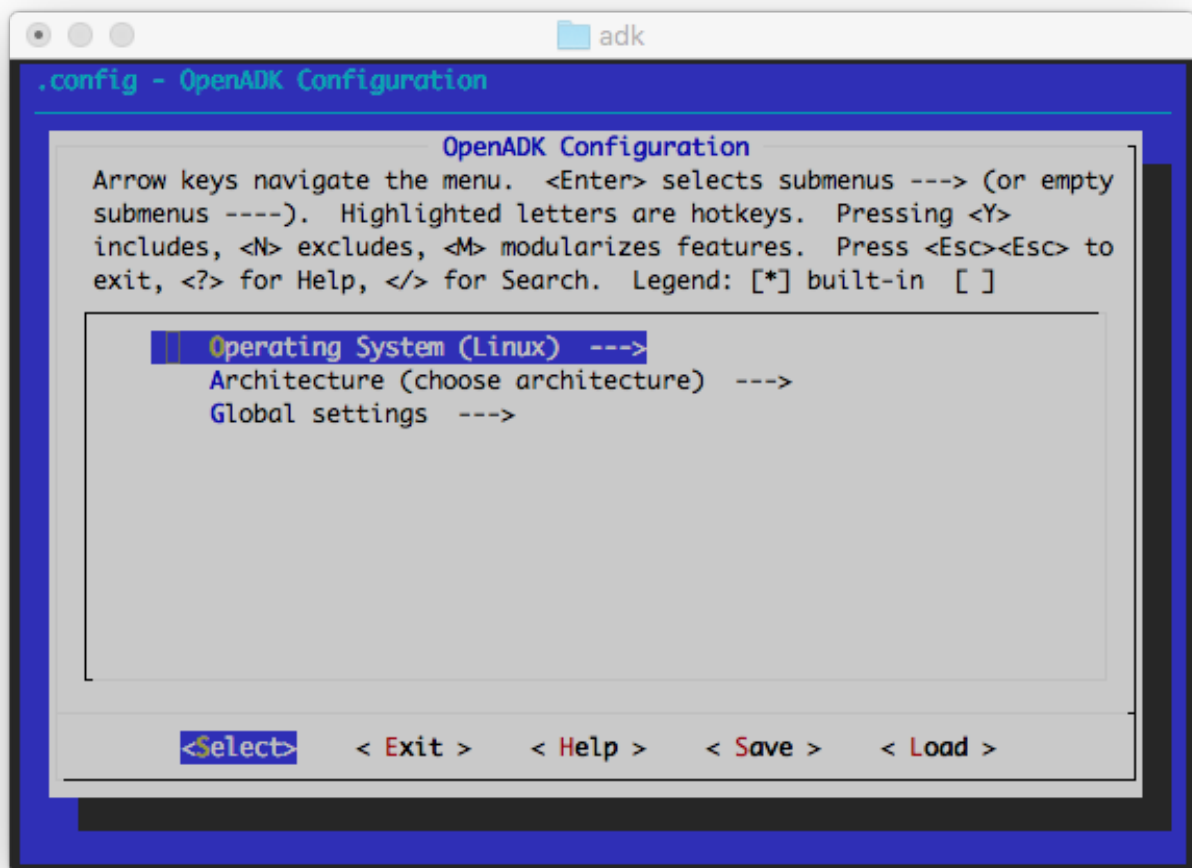 adk
.config - OpenADK Configuration
OpenADK Configuration
Arrow keys navigate the menu.  <Enter> selects submenus ---> (or empty
submenus ----).  Highlighted letters are hotkeys.  Pressing <Y>
includes, <N> excludes, <M> modularizes features.  Press <Esc><Esc> to
exit, <?> for Help, </> for Search.  Legend: [*] built-in  [ ]
Operating System (Linux)  --->
Architecture (choose architecture)  --->
Global settings  --->
<Select>    < Exit >    < Help >    < Save >    < Load >